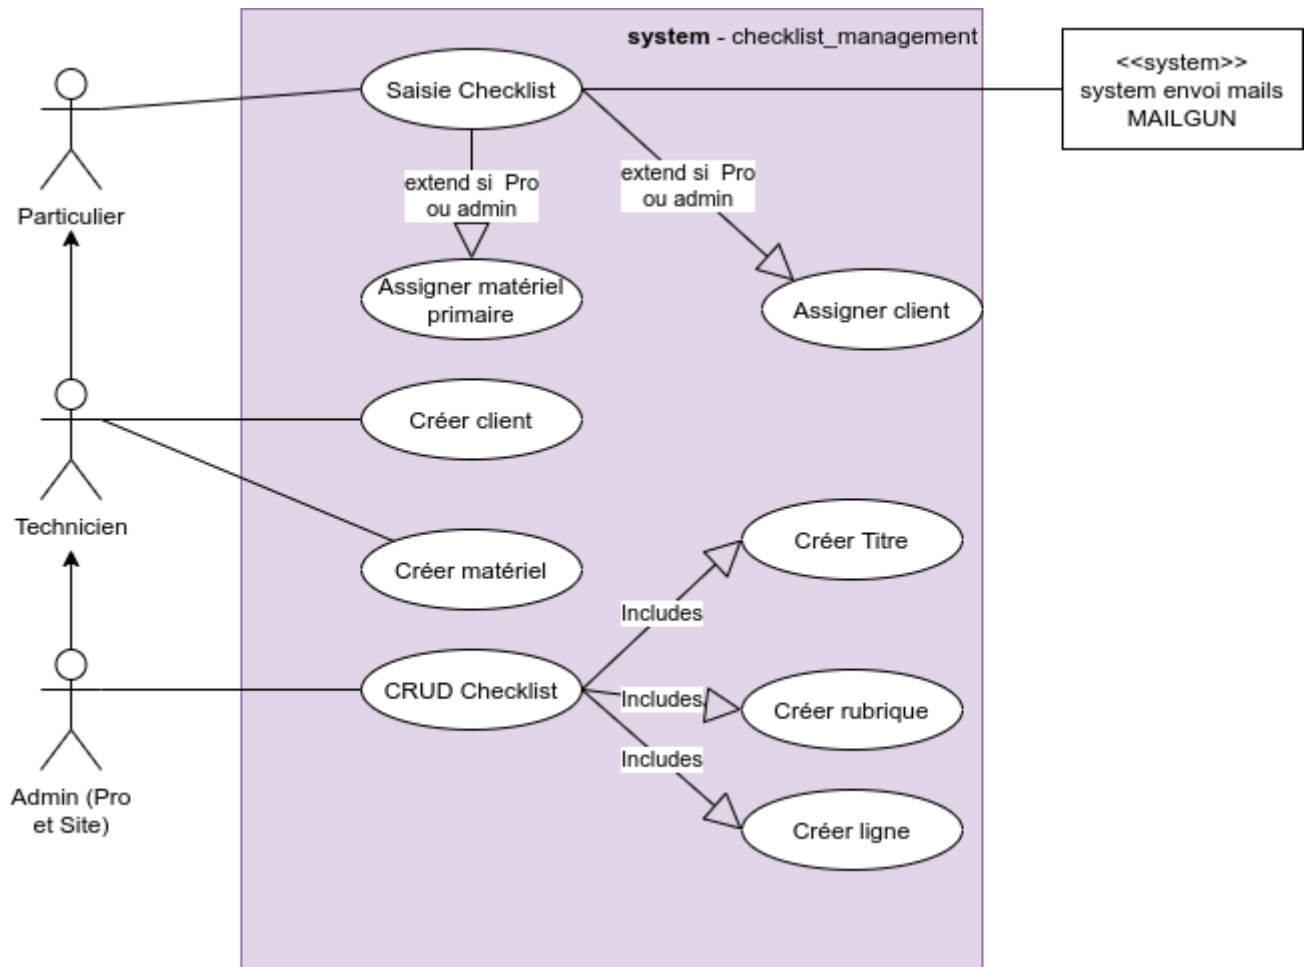 system - checklist_management
<<system>>
system envoi mails
MAILGUN
Saisie Checklist
extend si  Pro
ou admin
extend si  Pro
ou admin
Particulier
Assigner matériel
primaire
Assigner client
Créer client
Technicien
Créer Titre
Créer matériel
Includes
CRUD Checklist
Includes
Créer rubrique
Includes
Admin (Pro
et Site)
Créer ligne